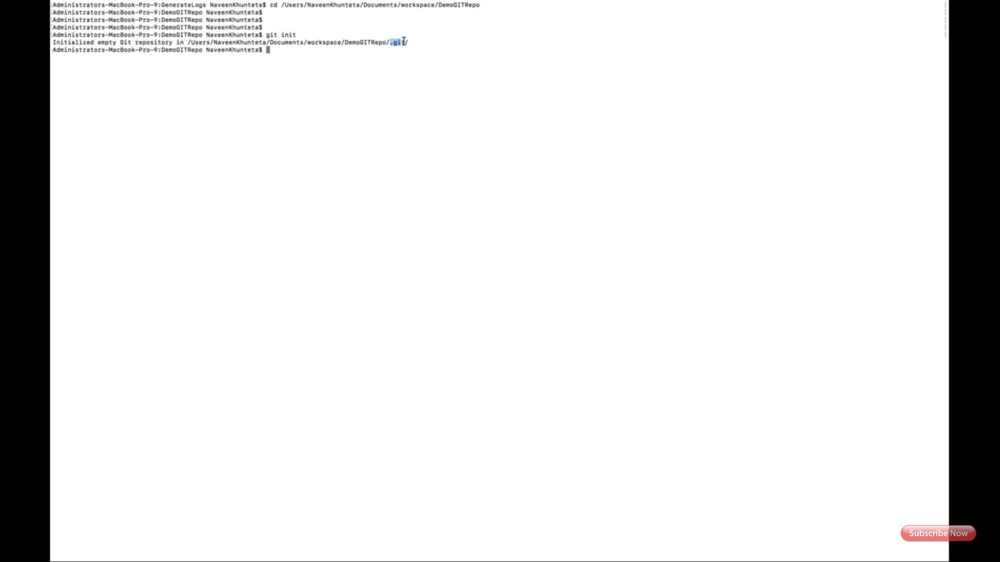 [Administrators-MacBook-Pro-9:GenerateLogs NaveenKhunteta$ cd /Users/NaveenKhunteta/Documents/workspace/DemoGITRepo ]
[Administrators-MacBook-Pro-9:DemoGITRepo NaveenKhunteta$ ]
[Administrators-MacBook-Pro-9:DemoGITRepo NaveenKhunteta$ ]
[Administrators-MacBook-Pro-9:DemoGITRepo NaveenKhunteta$ ]
[Administrators-MacBook-Pro-9:DemoGITRepo NaveenKhunteta$ git init ]
Initialized empty Git repository in /Users/NaveenKhunteta/Documents/workspace/DemoGITRepo/.git/
Administrators-MacBook-Pro-9:DemoGITRepo NaveenKhunteta$
Subscribe Now